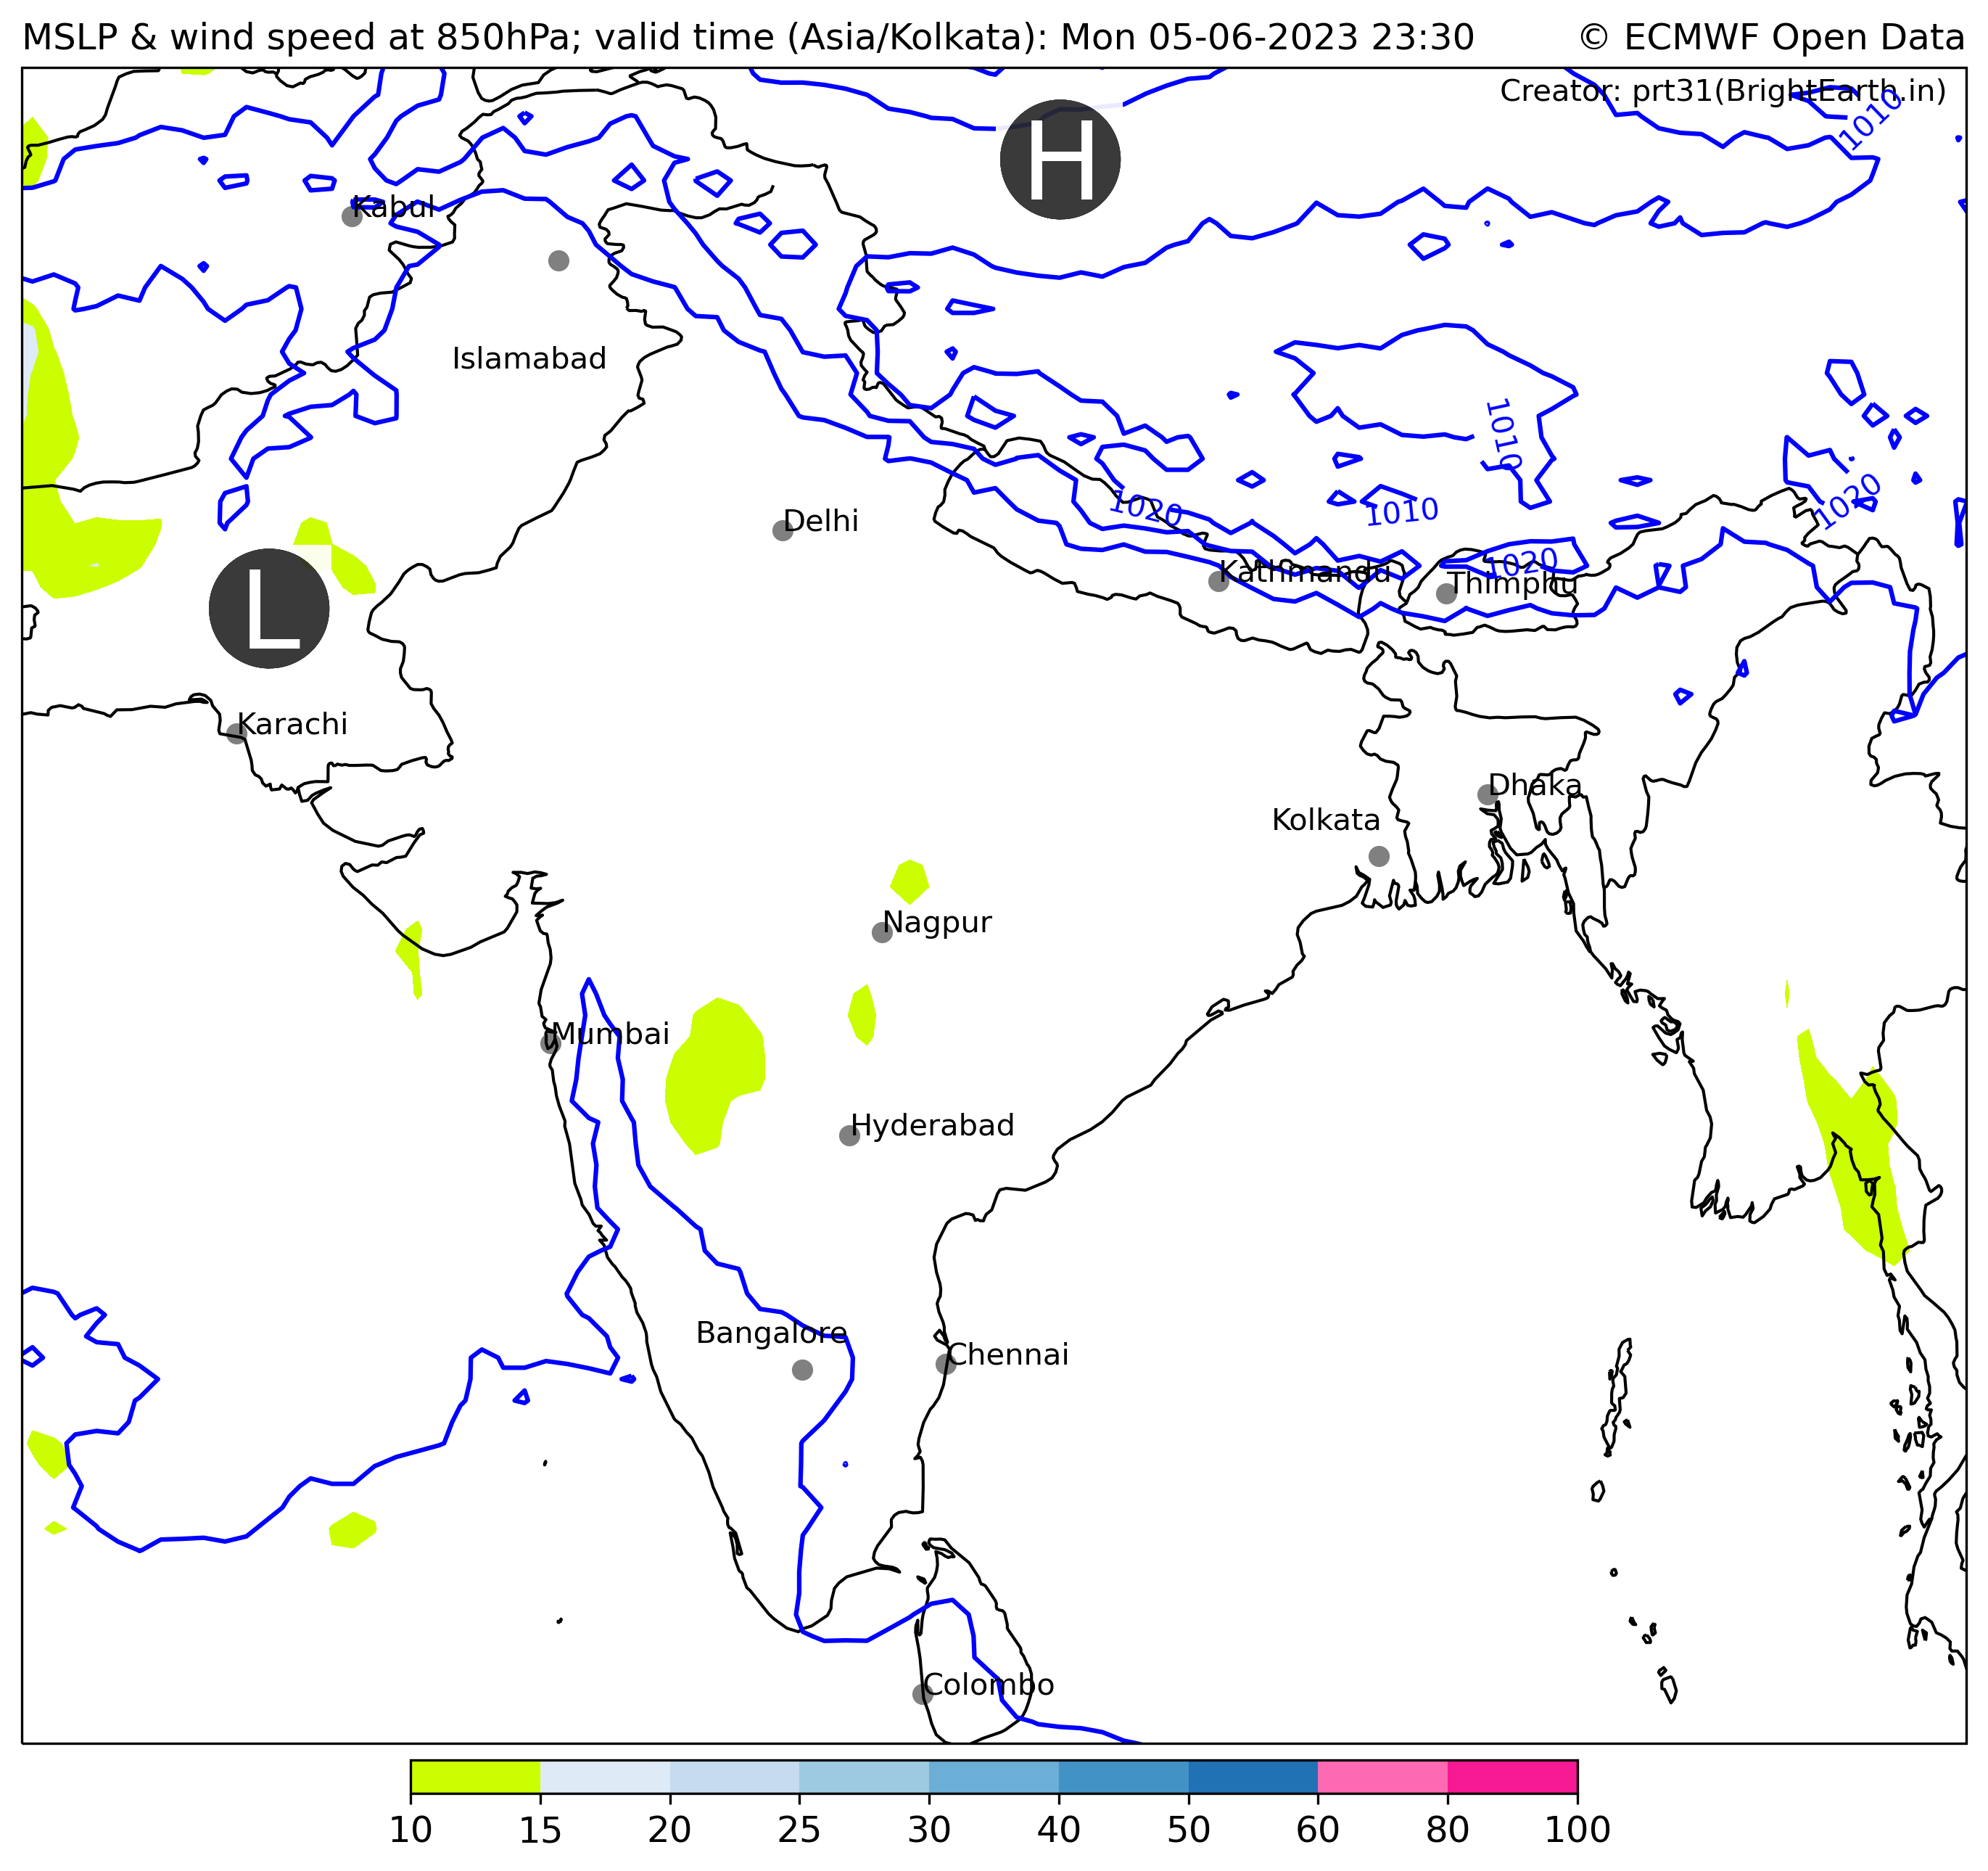 MSLP & wind speed at 850hPa; valid time (Asia/Kolkata): Mon 05-06-2023 23:30 © ECMWF Open Data
Creator: prt31(BrightEarth.in)
1010
H
Kabul
Islamabad
1010
1020
1020
1010
Delhi
1020
Kathmandu
Thimphu
L
Karachi
Dhaka
Kolkata
Nagpur
Mumbai
Hyderabad
Bangalore
Chennai
Colombo
10 15 20 25 30 40 50 60 80 100